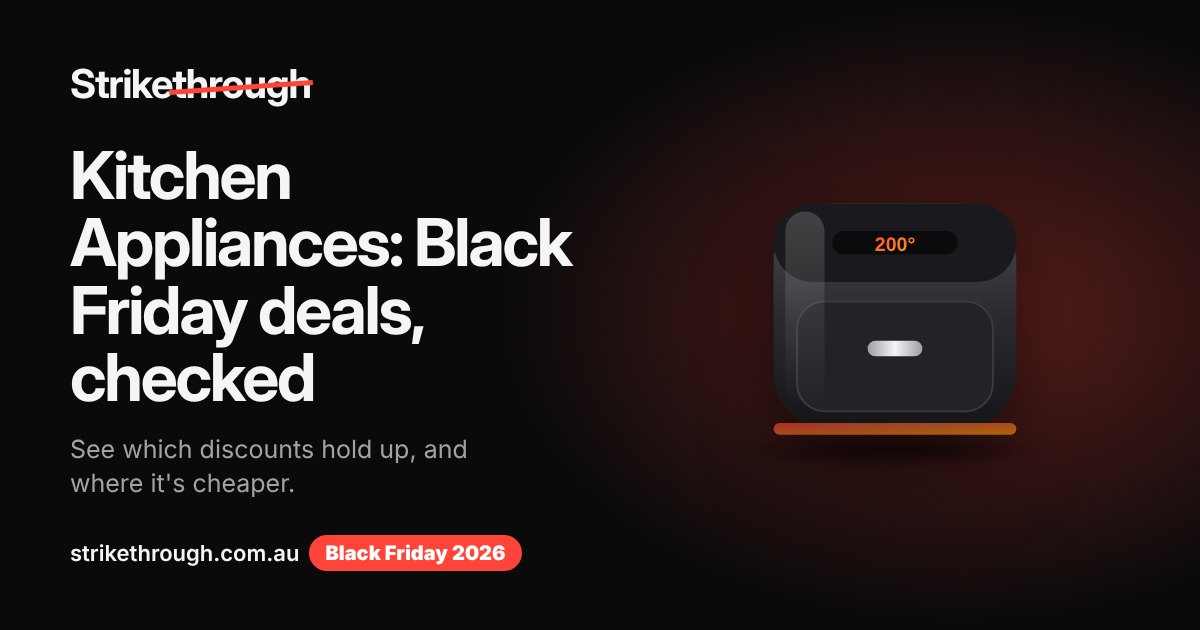 Strikethrough
Kitchen
Appliances: Black
Friday deals,
checked
See which discounts hold up, and
where it's cheaper.
strikethrough.com.au
Black Friday 2026
200°